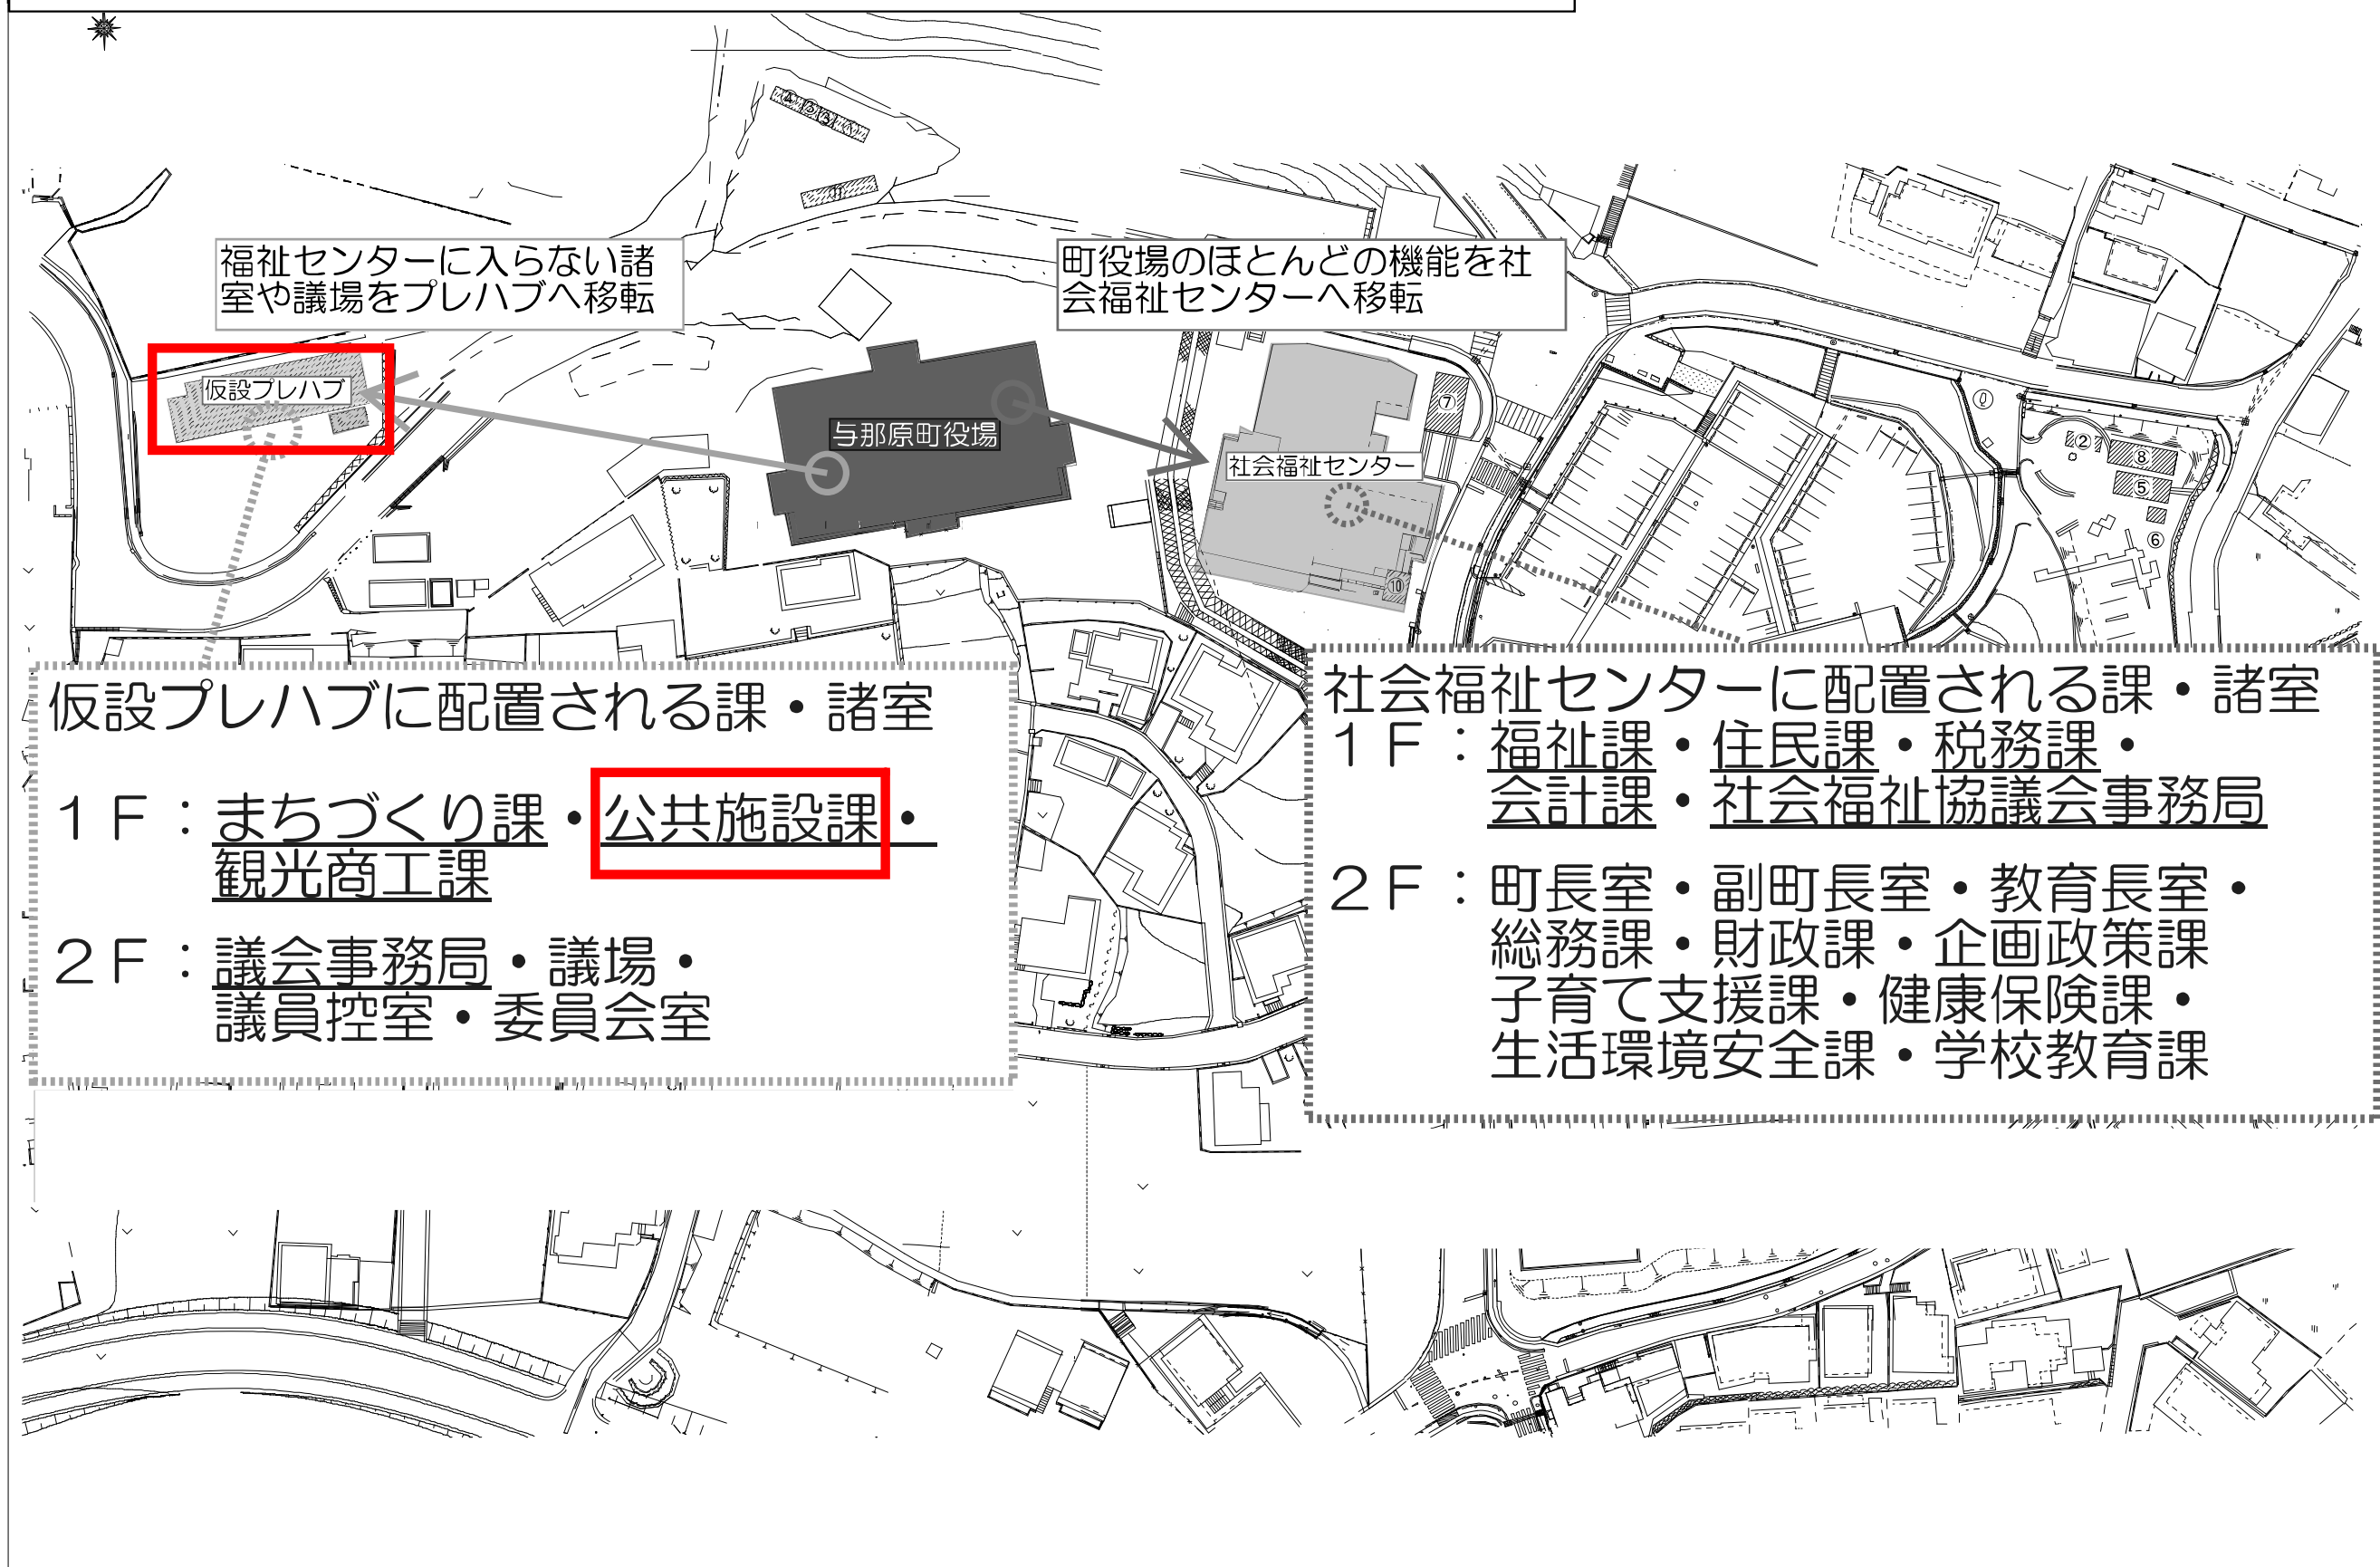 福祉センターに入らない諸
室や議場をプレハブへ移転
町役場のほとんどの機能を社
会福祉センターへ移転
仮設プレハブ
与那原町役場
社会福祉センター
⑦
②
⑧
⑤
⑥
⑩
仮設プレハブに配置される課・諸室
1F：まちづくり課・公共施設課・
観光商工課
2F：議会事務局・議場・
議員控室・委員会室
社会福祉センターに配置される課・諸室
1F：福祉課・住民課・税務課・
会計課・社会福祉協議会事務局
2F：町長室・副町長室・教育長室・
総務課・財政課・企画政策課
子育て支援課・健康保険課・
生活環境安全課・学校教育課